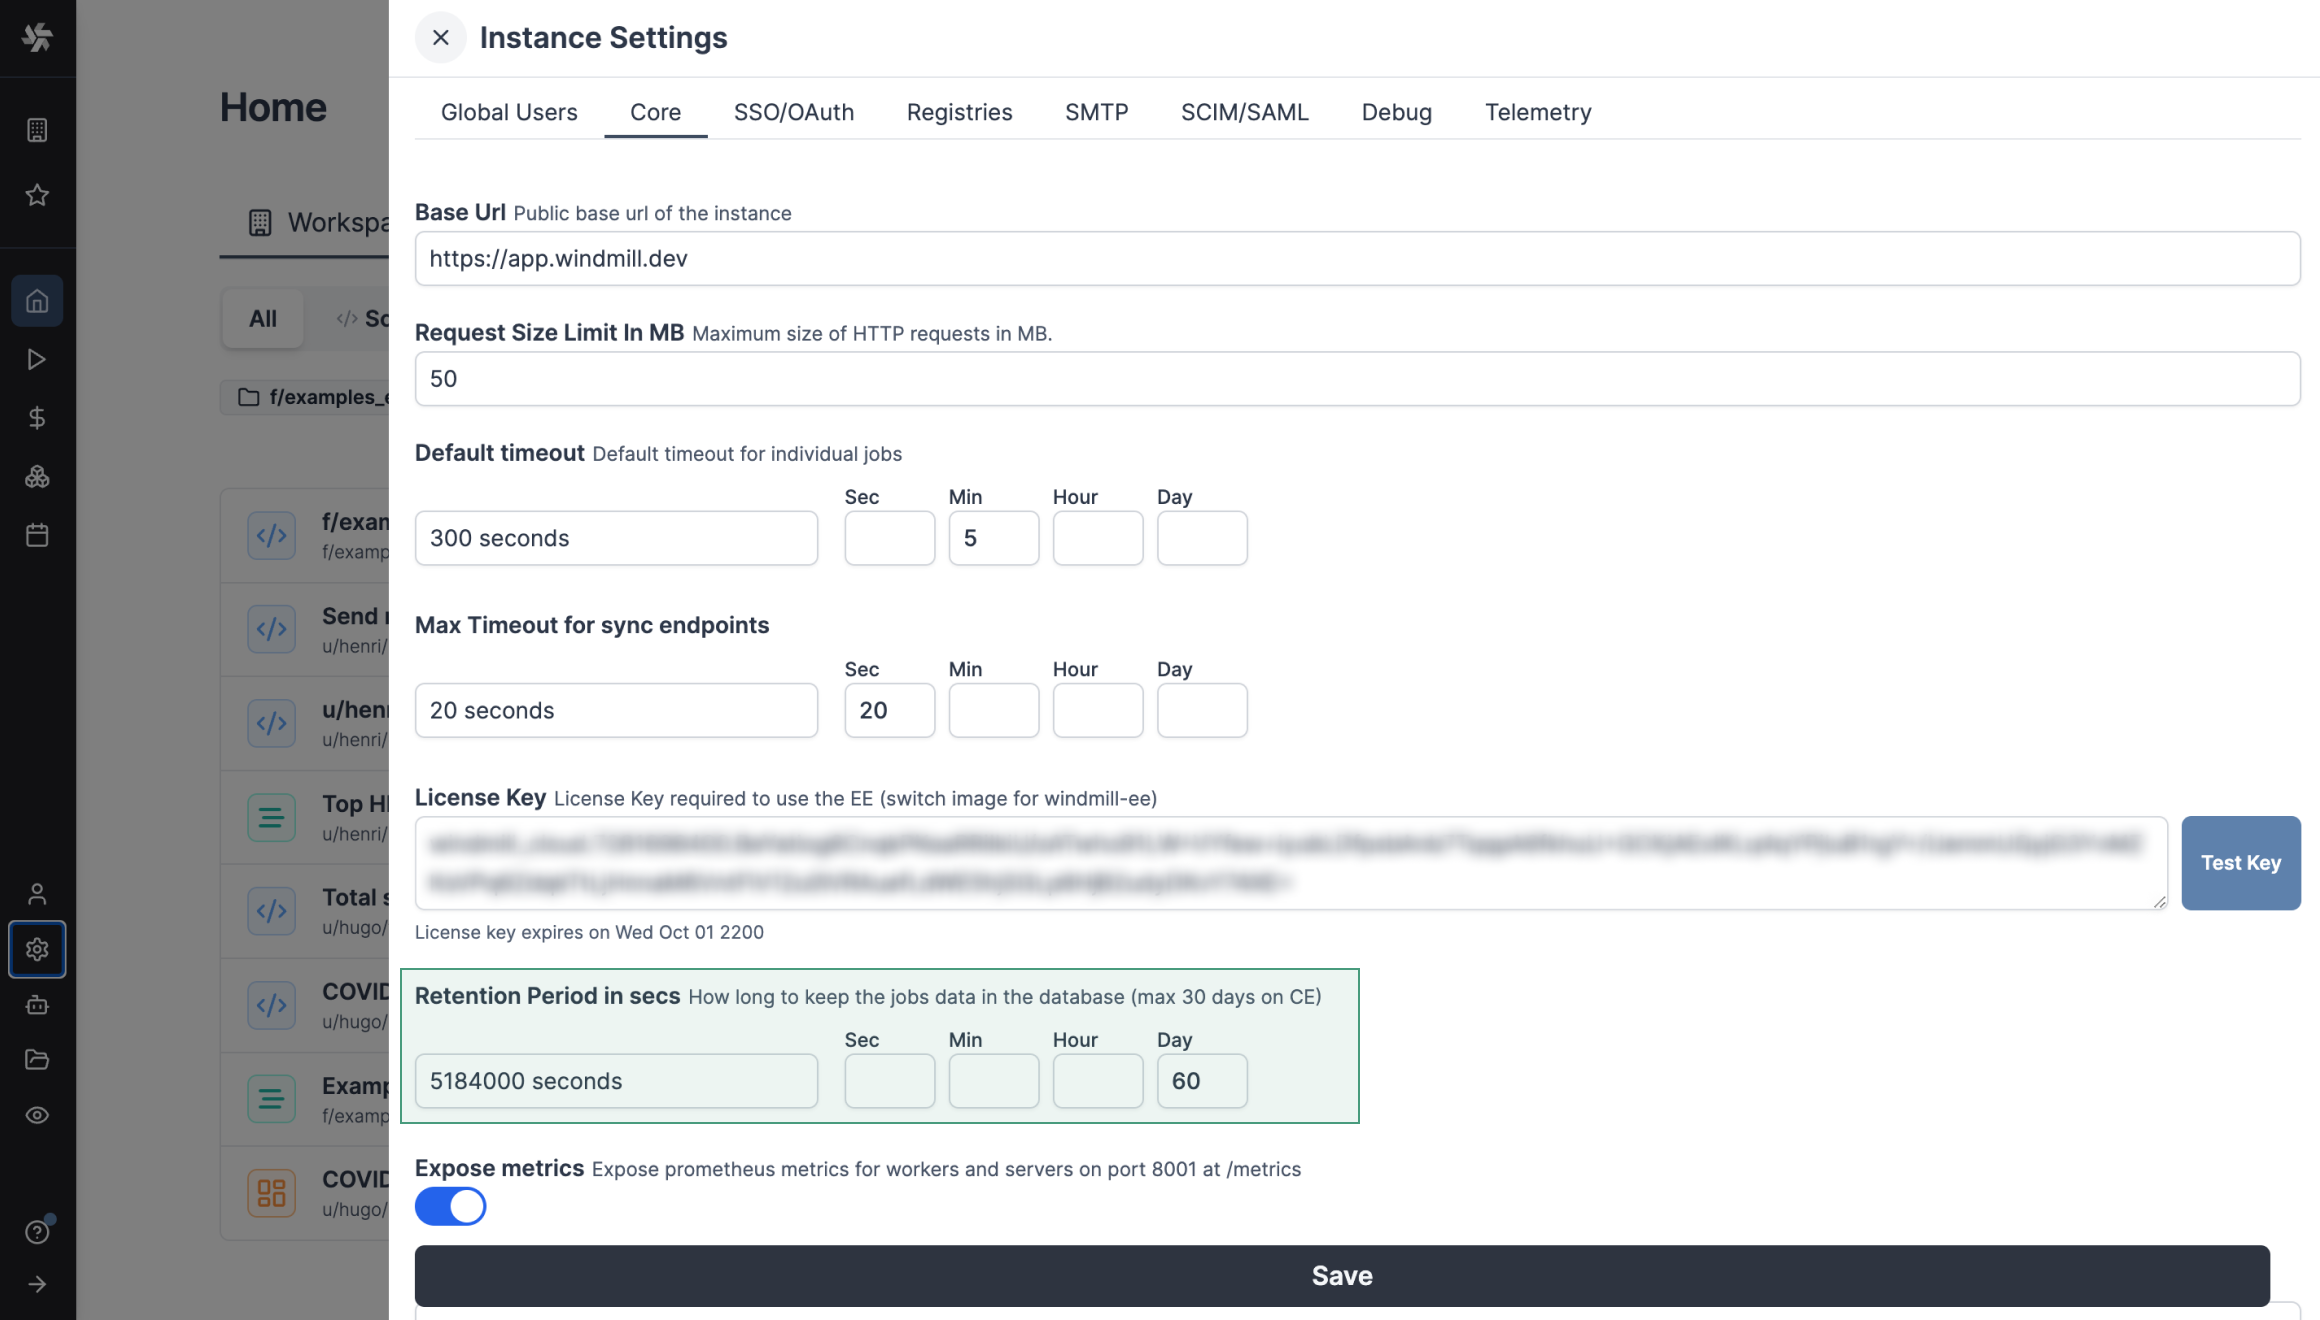 Instance Settings
Home
Global Users Core SSO/OAuth Registries SMTP SCIM/SAML Debug Telemetry
Base Url Public base url of the instance
https://app.windmill.dev
All
f/examples_e
Request Size Limit In MB Maximum size of HTTP requests in MB.
50
Default timeout Default timeout for individual jobs
Sec Min Hour Day
300 seconds 5
f/exam
f/examp
Send
u/henri/
Max Timeout for sync endpoints
Sec Min Hour Day
20 seconds 20
u/henri
u/henri/
License Key License Key required to use the EE (switch image for windmill-ee)
Test Key
License key expires on Wed Oct 01 2200
Top
u/henri/
Total
u/hugo/
COVID
u/hugo/
Retention Period in secs How long to keep the jobs data in the database (max 30 days on CE)
Sec Min Hour Day
5184000 seconds 60
Examp
f/examp
Expose metrics Expose prometheus metrics for workers and servers on port 8001 at /metrics
COVID
u/hugo/
Save